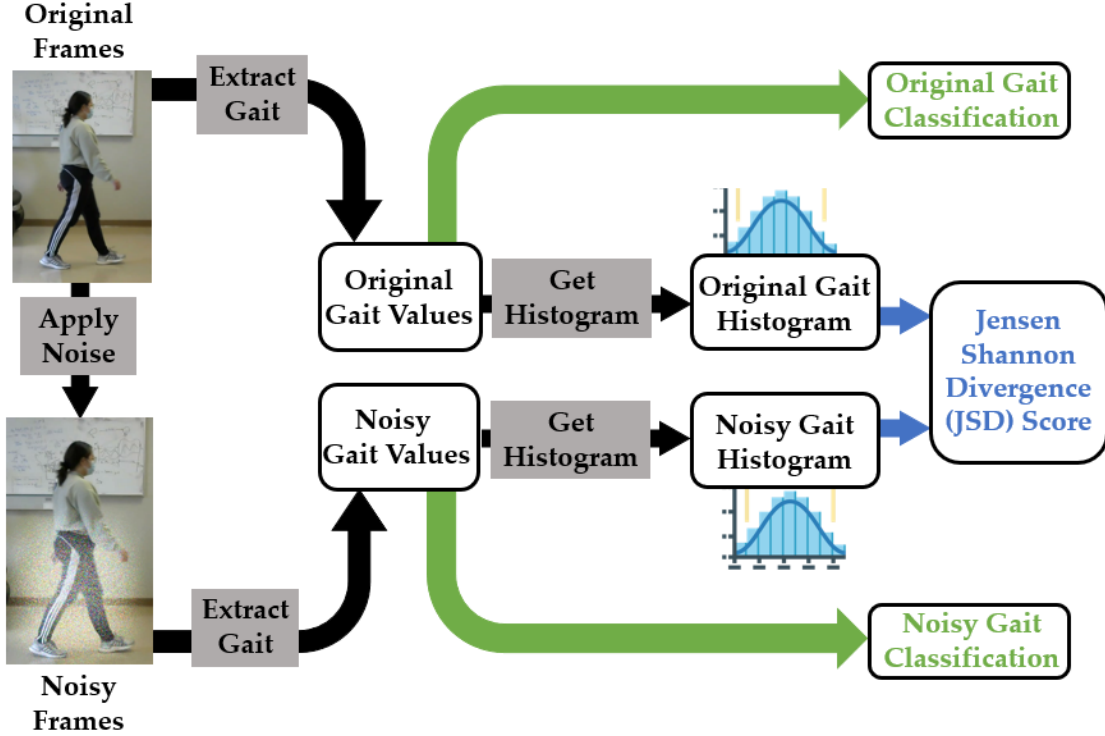 Original
Frames
Extract
Gait
Original Gait
Classification
Apply
Noise
Original
Gait Values
Get
Histogram
Original Gait
Histogram
Jensen
Shannon
Divergence
(JSD) Score
Noisy
Gait Values
Get
Histogram
Noisy Gait
Histogram
Extract
Gait
Noisy Gait
Classification
Noisy
Frames